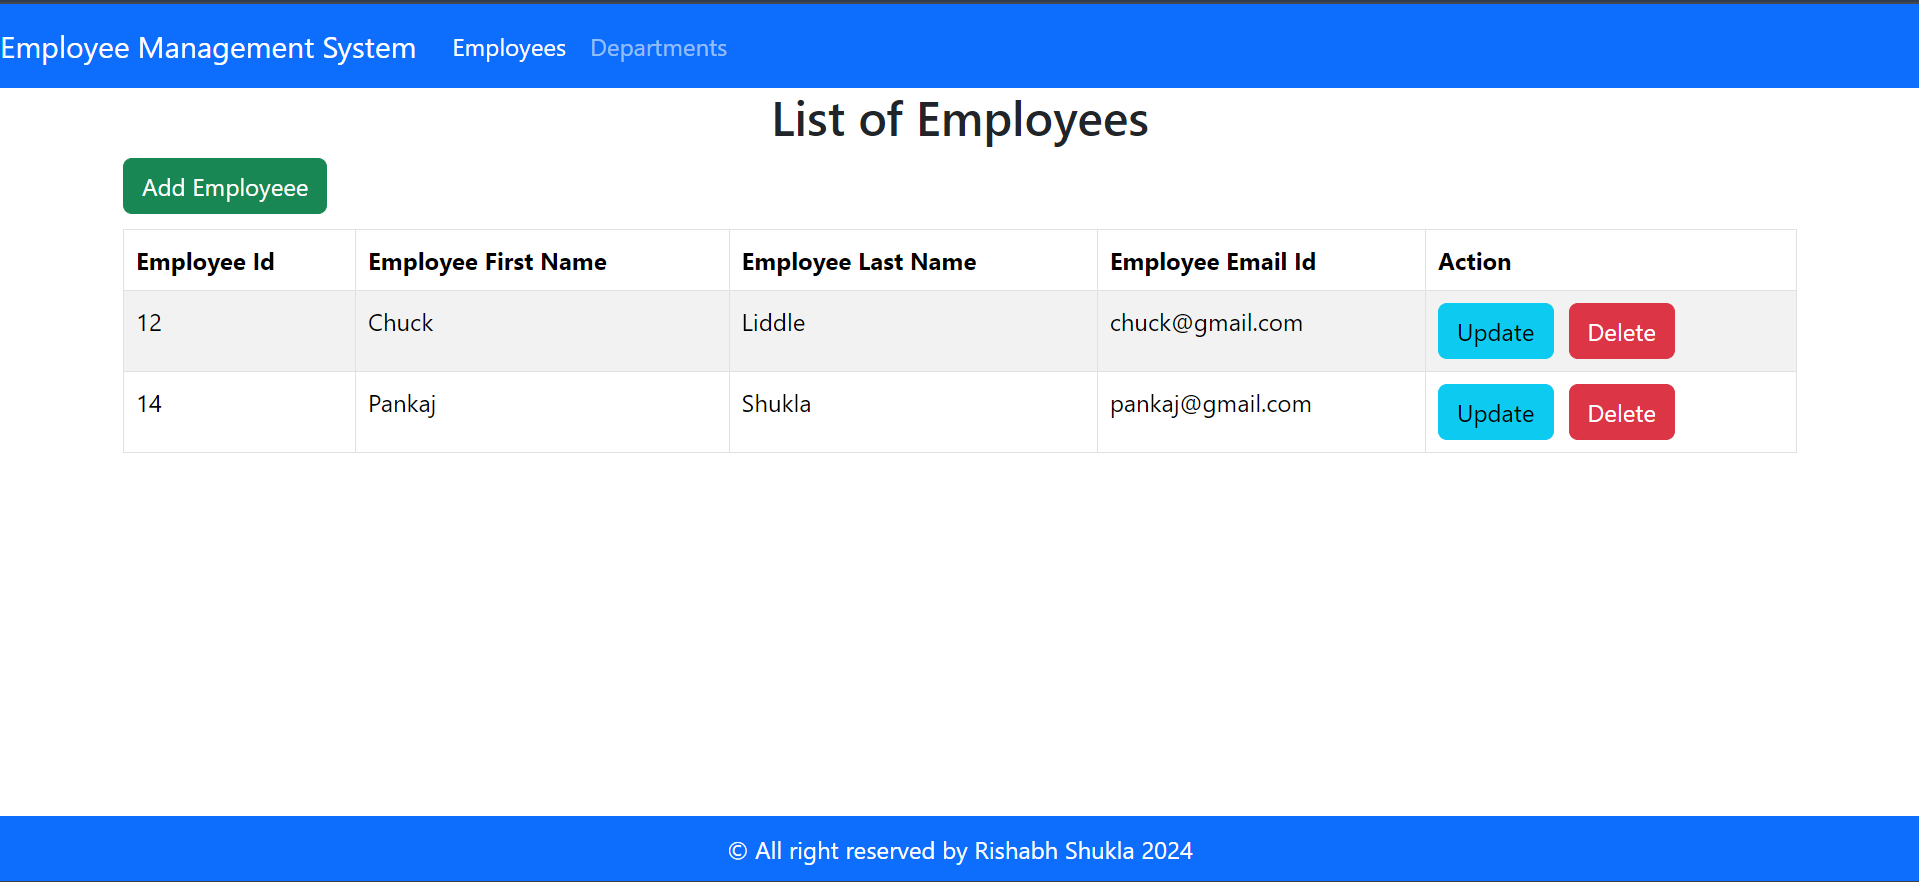 Employee Management System Employees Departments
List of Employees
Add Employeee
Employee Id Employee First Name Employee Last Name Employee Email Id Action
12 Chuck Liddle chuck@gmail.com Update Delete
14 Pankaj Shukla pankaj@gmail.com Update Delete
© All right reserved by Rishabh Shukla 2024